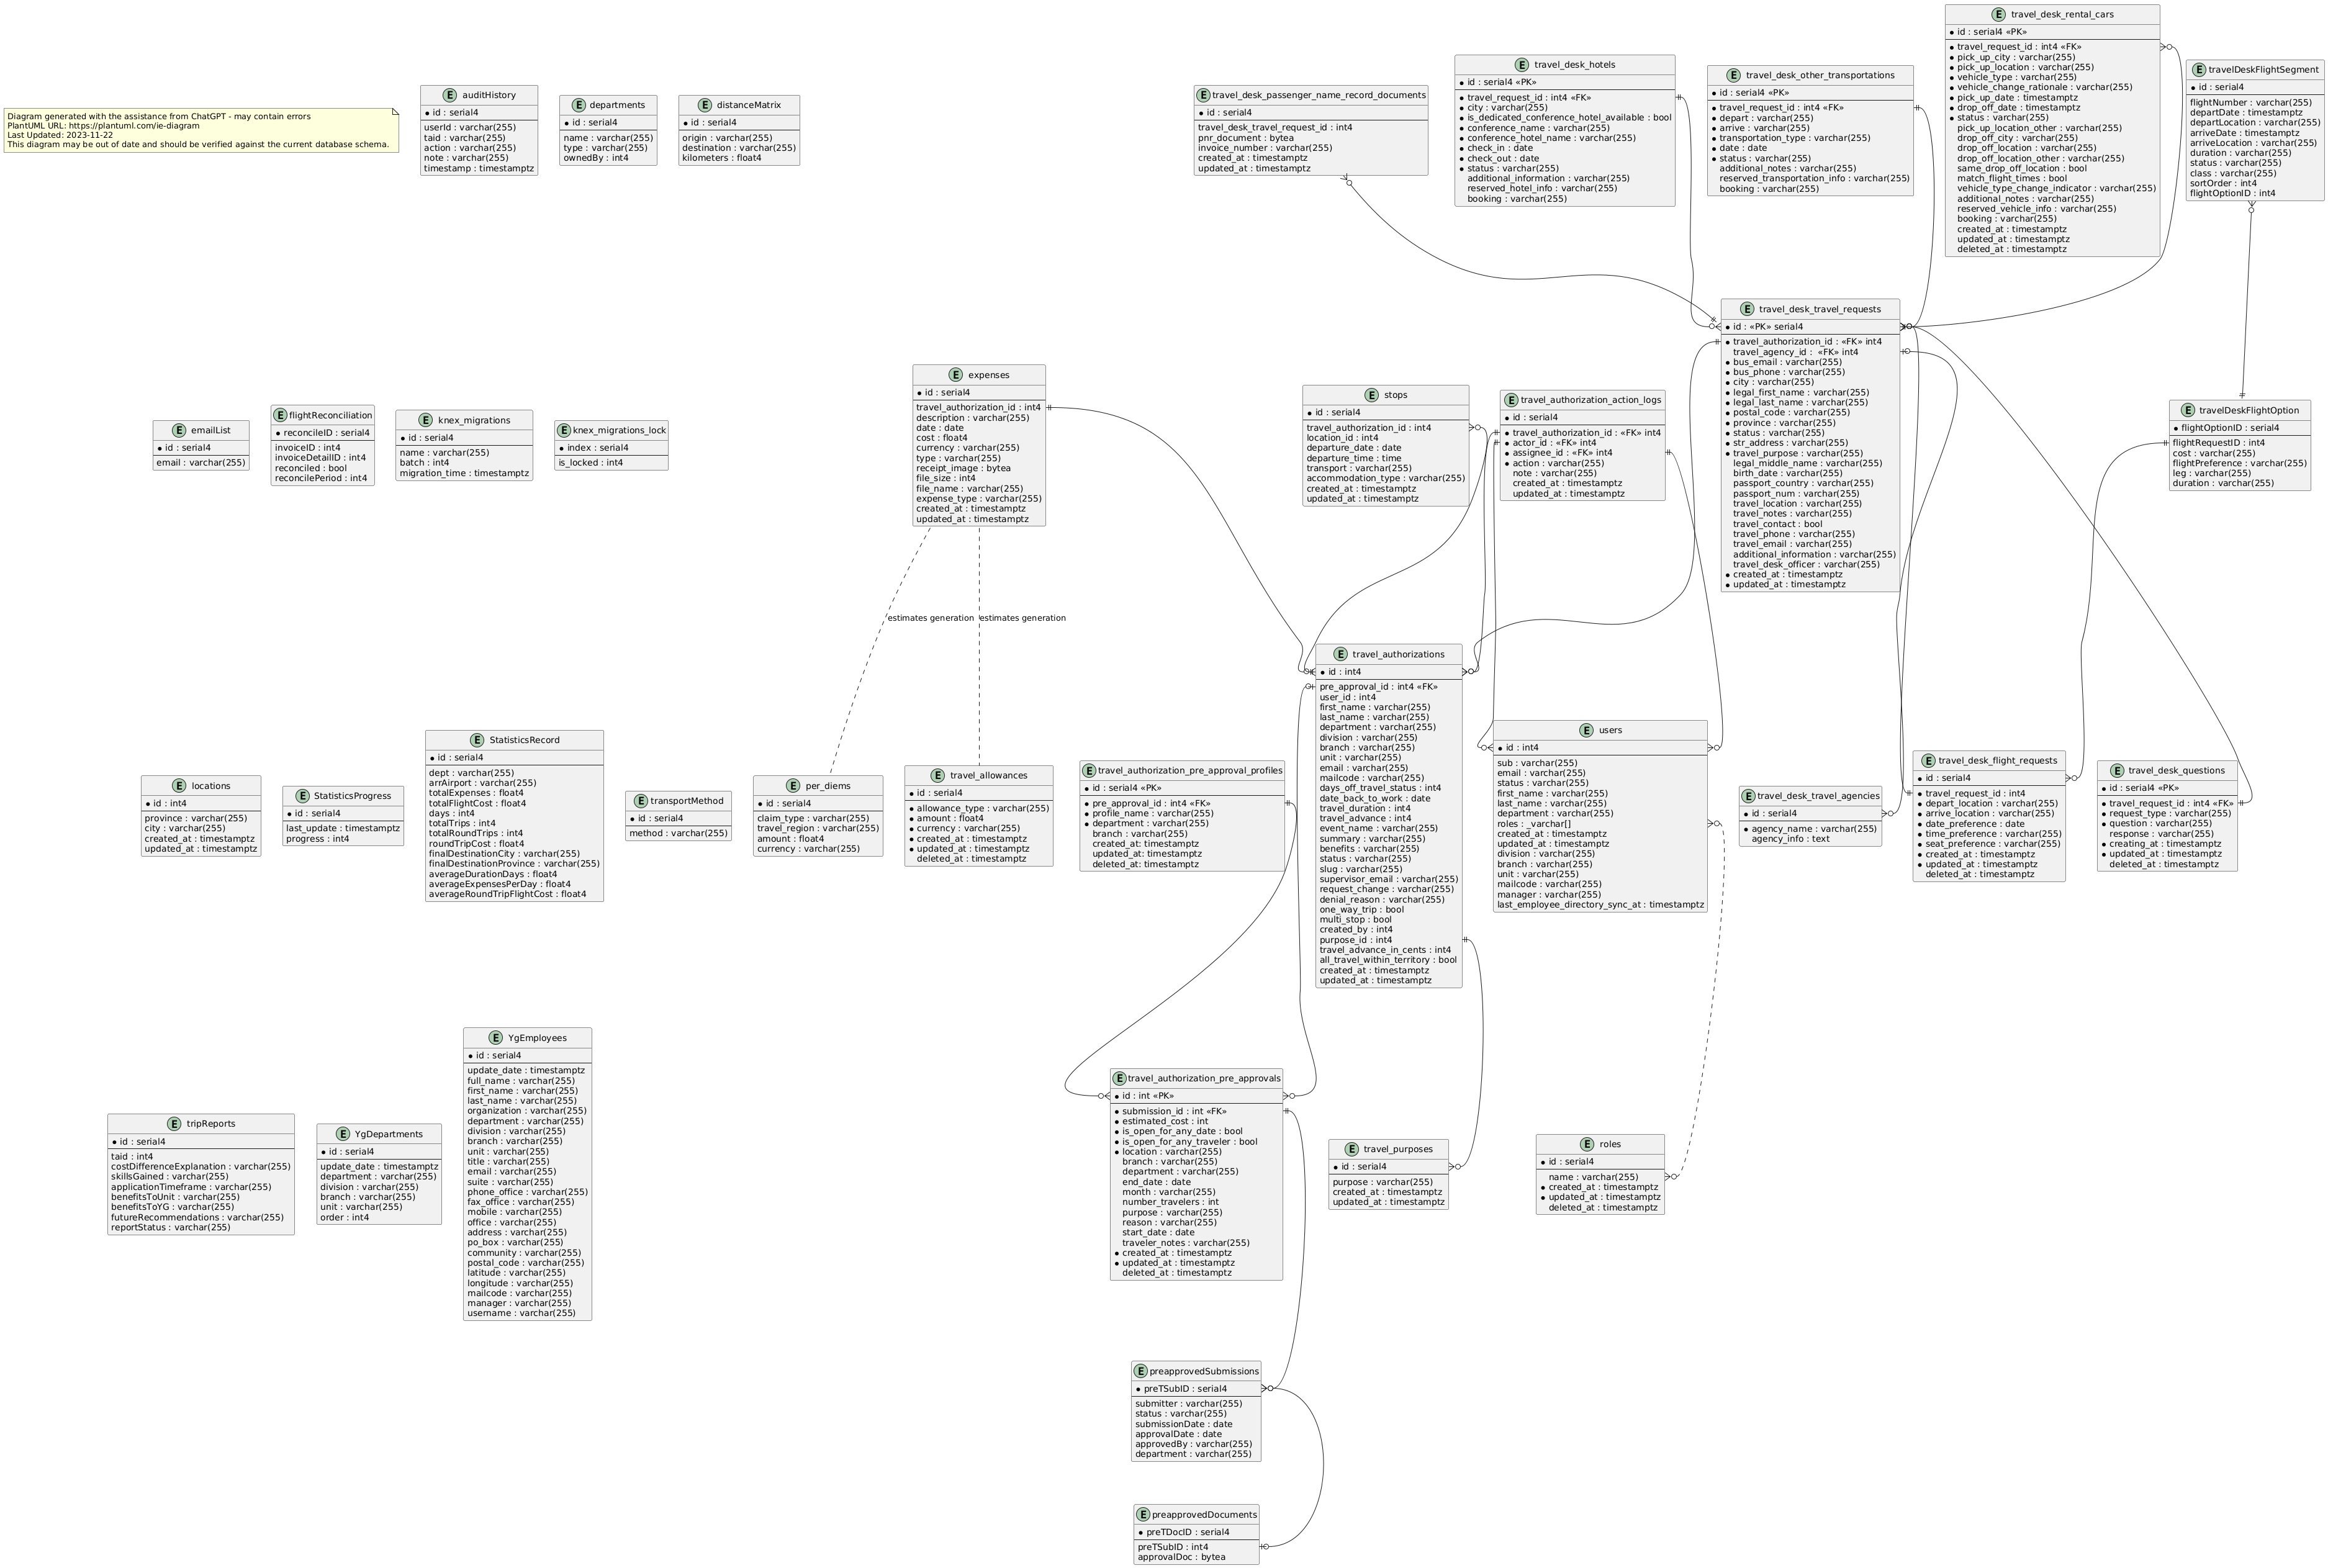 Diagram generated with the assistance from ChatGPT - may contain errors
PlantUML URL: https://plantuml.com/ie-diagram
Last Updated: 2023-11-22
This diagram may be out of date and should be verified against the current database schema.
E auditHistory
* id : serial4
userId : varchar(255)
taid : varchar(255)
action : varchar(255)
note : varchar(255)
timestamp : timestamptz
E departments
* id : serial4
name : varchar(255)
type : varchar(255)
ownedBy : int4
E distanceMatrix
* id : serial4
origin : varchar(255)
destination : varchar(255)
kilometers : float4
E travel_desk_passenger_name_record_documents
* id : serial4
travel_desk_travel_request_id : int4
pnr_document : bytea
invoice_number : varchar(255)
created_at : timestamptz
updated_at : timestamptz
E travel_desk_hotels
* id : serial4 «PK»
* travel_request_id : int4 «FK»
* city : varchar(255)
* is_dedicated_conference_hotel_available : bool
* conference_name : varchar(255)
* conference_hotel_name : varchar(255)
* check_in : date
* check_out : date
* status : varchar(255)
additional_information : varchar(255)
reserved_hotel_info : varchar(255)
booking : varchar(255)
E travel_desk_other_transportations
* id : serial4 «PK»
* travel_request_id : int4 «FK»
* depart : varchar(255)
* arrive : varchar(255)
* transportation_type : varchar(255)
* date : date
* status : varchar(255)
additional_notes : varchar(255)
reserved_transportation_info : varchar(255)
booking : varchar(255)
E travel_desk_rental_cars
* id : serial4 «PK»
* travel_request_id : int4 «FK»
* pick_up_city : varchar(255)
* pick_up_location : varchar(255)
* vehicle_type : varchar(255)
* vehicle_change_rationale : varchar(255)
* pick_up_date : timestamptz
* drop_off_date : timestamptz
* status : varchar(255)
pick_up_location_other : varchar(255)
drop_off_city : varchar(255)
drop_off_location : varchar(255)
drop_off_location_other : varchar(255)
same_drop_off_location : bool
match_flight_times : bool
vehicle_type_change_indicator : varchar(255)
additional_notes : varchar(255)
reserved_vehicle_info : varchar(255)
booking : varchar(255)
created_at : timestamptz
updated_at : timestamptz
deleted_at : timestamptz
E travelDeskFlightSegment
* id : serial4
flightNumber : varchar(255)
departDate : timestamptz
departLocation : varchar(255)
arriveDate : timestamptz
arriveLocation : varchar(255)
duration : varchar(255)
status : varchar(255)
class : varchar(255)
sortOrder : int4
flightOptionID : int4
E emailList
* id : serial4
email : varchar(255)
E flightReconciliation
* reconcileID : serial4
invoiceID : int4
invoiceDetailID : int4
reconciled : bool
reconcilePeriod : int4
E knex_migrations
* id : serial4
name : varchar(255)
batch : int4
migration_time : timestamptz
E knex_migrations_lock
* index : serial4
is_locked : int4
E expenses
* id : serial4
travel_authorization_id : int4
description : varchar(255)
date : date
cost : float4
currency : varchar(255)
type : varchar(255)
receipt_image : bytea
file_size : int4
file_name : varchar(255)
expense_type : varchar(255)
created_at : timestamptz
updated_at : timestamptz
E stops
* id : serial4
travel_authorization_id : int4
location_id : int4
departure_date : date
departure_time : time
transport : varchar(255)
accommodation_type : varchar(255)
created_at : timestamptz
updated_at : timestamptz
E travel_authorization_action_logs
* id : serial4
* travel_authorization_id : «FK» int4
* actor_id : «FK» int4
* assignee_id : «FK» int4
* action : varchar(255)
note : varchar(255)
created_at : timestamptz
updated_at : timestamptz
E travel_desk_travel_requests
* id : «PK» serial4
* travel_authorization_id : «FK» int4
travel_agency_id :  «FK» int4
* bus_email : varchar(255)
* bus_phone : varchar(255)
* city : varchar(255)
* legal_first_name : varchar(255)
* legal_last_name : varchar(255)
* postal_code : varchar(255)
* province : varchar(255)
* status : varchar(255)
* str_address : varchar(255)
* travel_purpose : varchar(255)
legal_middle_name : varchar(255)
birth_date : varchar(255)
passport_country : varchar(255)
passport_num : varchar(255)
travel_location : varchar(255)
travel_notes : varchar(255)
travel_contact : bool
travel_phone : varchar(255)
travel_email : varchar(255)
additional_information : varchar(255)
travel_desk_officer : varchar(255)
* created_at : timestamptz
* updated_at : timestamptz
E travelDeskFlightOption
* flightOptionID : serial4
flightRequestID : int4
cost : varchar(255)
flightPreference : varchar(255)
leg : varchar(255)
duration : varchar(255)
estimates generation
estimates generation
E locations
* id : int4
province : varchar(255)
city : varchar(255)
created_at : timestamptz
updated_at : timestamptz
E StatisticsProgress
* id : serial4
last_update : timestamptz
progress : int4
E StatisticsRecord
* id : serial4
dept : varchar(255)
arrAirport : varchar(255)
totalExpenses : float4
totalFlightCost : float4
days : int4
totalTrips : int4
totalRoundTrips : int4
roundTripCost : float4
finalDestinationCity : varchar(255)
finalDestinationProvince : varchar(255)
averageDurationDays : float4
averageExpensesPerDay : float4
averageRoundTripFlightCost : float4
E transportMethod
* id : serial4
method : varchar(255)
E per_diems
* id : serial4
claim_type : varchar(255)
travel_region : varchar(255)
amount : float4
currency : varchar(255)
E travel_allowances
* id : serial4
* allowance_type : varchar(255)
* amount : float4
* currency : varchar(255)
* created_at : timestamptz
* updated_at : timestamptz
deleted_at : timestamptz
E travel_authorization_pre_approval_profiles
* id : serial4 «PK»
* pre_approval_id : int4 «FK»
* profile_name : varchar(255)
* department : varchar(255)
branch : varchar(255)
created_at: timestamptz
updated_at: timestamptz
deleted_at: timestamptz
E travel_authorizations
* id : int4
pre_approval_id : int4 «FK»
user_id : int4
first_name : varchar(255)
last_name : varchar(255)
department : varchar(255)
division : varchar(255)
branch : varchar(255)
unit : varchar(255)
email : varchar(255)
mailcode : varchar(255)
days_off_travel_status : int4
date_back_to_work : date
travel_duration : int4
travel_advance : int4
event_name : varchar(255)
summary : varchar(255)
benefits : varchar(255)
status : varchar(255)
slug : varchar(255)
supervisor_email : varchar(255)
request_change : varchar(255)
denial_reason : varchar(255)
one_way_trip : bool
multi_stop : bool
created_by : int4
purpose_id : int4
travel_advance_in_cents : int4
all_travel_within_territory : bool
created_at : timestamptz
updated_at : timestamptz
E users
* id : int4
sub : varchar(255)
email : varchar(255)
status : varchar(255)
first_name : varchar(255)
last_name : varchar(255)
department : varchar(255)
roles : _varchar[]
created_at : timestamptz
updated_at : timestamptz
division : varchar(255)
branch : varchar(255)
unit : varchar(255)
mailcode : varchar(255)
manager : varchar(255)
last_employee_directory_sync_at : timestamptz
E travel_desk_travel_agencies
* id : serial4
* agency_name : varchar(255)
agency_info : text
E travel_desk_flight_requests
* id : serial4
* travel_request_id : int4
* depart_location : varchar(255)
* arrive_location : varchar(255)
* date_preference : date
* time_preference : varchar(255)
* seat_preference : varchar(255)
* created_at : timestamptz
* updated_at : timestamptz
deleted_at : timestamptz
E travel_desk_questions
* id : serial4 «PK»
* travel_request_id : int4 «FK»
* request_type : varchar(255)
* question : varchar(255)
response : varchar(255)
* creating_at : timestamptz
* updated_at : timestamptz
deleted_at : timestamptz
E tripReports
* id : serial4
taid : int4
costDifferenceExplanation : varchar(255)
skillsGained : varchar(255)
applicationTimeframe : varchar(255)
benefitsToUnit : varchar(255)
benefitsToYG : varchar(255)
futureRecommendations : varchar(255)
reportStatus : varchar(255)
E YgDepartments
* id : serial4
update_date : timestamptz
department : varchar(255)
division : varchar(255)
branch : varchar(255)
unit : varchar(255)
order : int4
E YgEmployees
* id : serial4
update_date : timestamptz
full_name : varchar(255)
first_name : varchar(255)
last_name : varchar(255)
organization : varchar(255)
department : varchar(255)
division : varchar(255)
branch : varchar(255)
unit : varchar(255)
title : varchar(255)
email : varchar(255)
suite : varchar(255)
phone_office : varchar(255)
fax_office : varchar(255)
mobile : varchar(255)
office : varchar(255)
address : varchar(255)
po_box : varchar(255)
community : varchar(255)
postal_code : varchar(255)
latitude : varchar(255)
longitude : varchar(255)
mailcode : varchar(255)
manager : varchar(255)
username : varchar(255)
E travel_authorization_pre_approvals
* id : int «PK»
* submission_id : int «FK»
* estimated_cost : int
* is_open_for_any_date : bool
* is_open_for_any_traveler : bool
* location : varchar(255)
branch : varchar(255)
department : varchar(255)
end_date : date
month : varchar(255)
number_travelers : int
purpose : varchar(255)
reason : varchar(255)
start_date : date
traveler_notes : varchar(255)
* created_at : timestamptz
* updated_at : timestamptz
deleted_at : timestamptz
E travel_purposes
* id : serial4
purpose : varchar(255)
created_at : timestamptz
updated_at : timestamptz
E roles
* id : serial4
name : varchar(255)
* created_at : timestamptz
* updated_at : timestamptz
deleted_at : timestamptz
E preapprovedSubmissions
* preTSubID : serial4
submitter : varchar(255)
status : varchar(255)
submissionDate : date
approvalDate : date
approvedBy : varchar(255)
department : varchar(255)
E preapprovedDocuments
* preTDocID : serial4
preTSubID : int4
approvalDoc : bytea